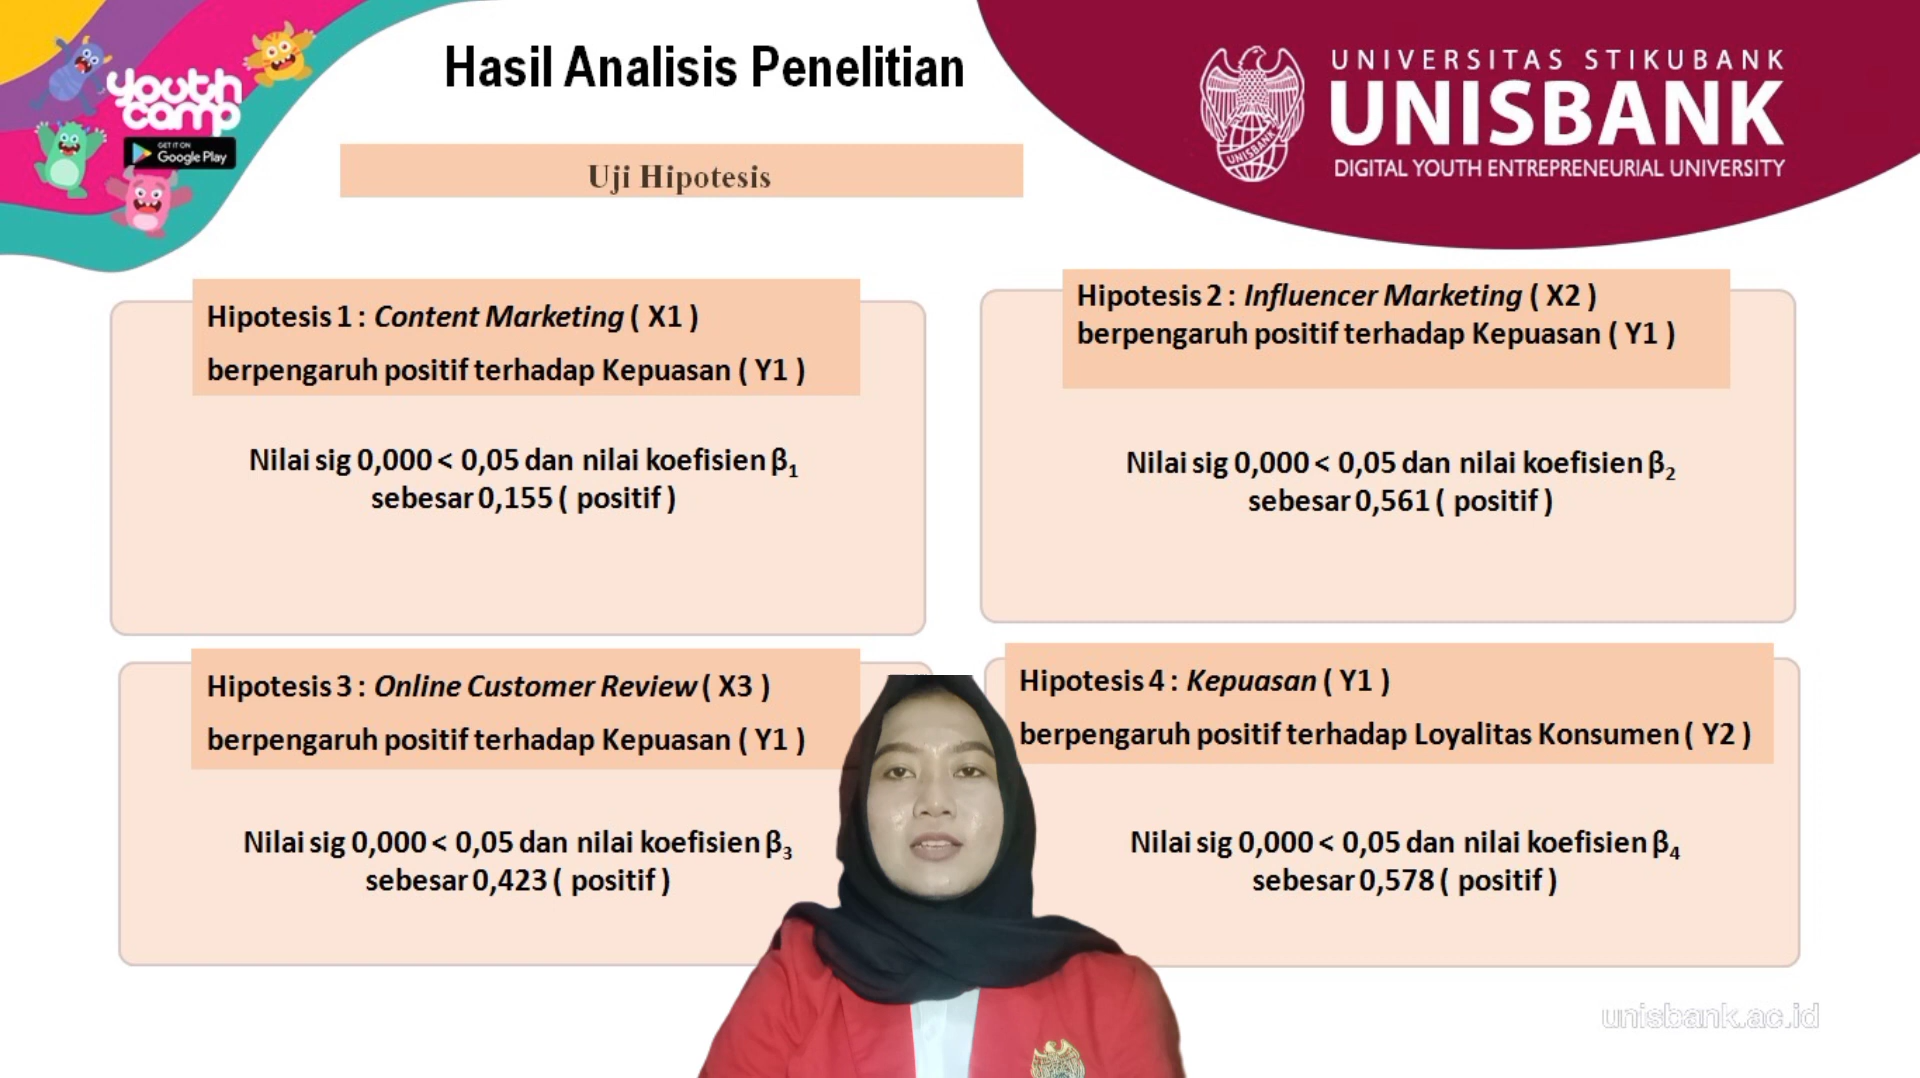 youth
camp
GET IT ON
Google Play
Hasil Analisis Penelitian
Uji Hipotesis
UNIVERSITAS STIKUBANK
UNISBANK
DIGITAL YOUTH ENTREPRENEURIAL UNIVERSITY
UNISBANK
Hipotesis 1 : Content Marketing ( X1 )
berpengaruh positif terhadap Kepuasan ( Y1 )
Nilai sig 0,000 < 0,05 dan nilai koefisien β₁
sebesar 0,155 ( positif )
Hipotesis 2 : Influencer Marketing ( X2 )
berpengaruh positif terhadap Kepuasan ( Y1 )
Nilai sig 0,000 < 0,05 dan nilai koefisien β₂
sebesar 0,561 ( positif )
Hipotesis 3 : Online Customer Review ( X3 )
berpengaruh positif terhadap Kepuasan ( Y1 )
Nilai sig 0,000 < 0,05 dan nilai koefisien β₃
sebesar 0,423 ( positif )
Hipotesis 4 : Kepuasan ( Y1 )
berpengaruh positif terhadap Loyalitas Konsumen ( Y2 )
Nilai sig 0,000 < 0,05 dan nilai koefisien β₄
sebesar 0,578 ( positif )
unisbank.ac.id